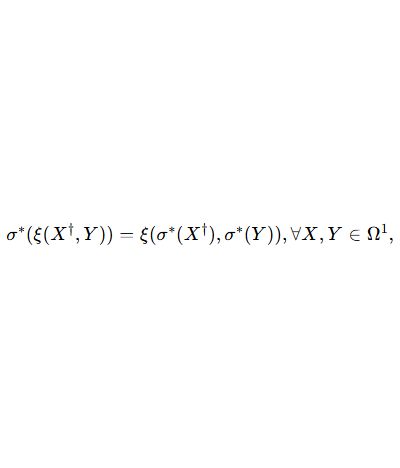 σ*(ξ(X†, Y)) = ξ(σ*(X†), σ*(Y)), ∀X, Y ∈ Ω¹,